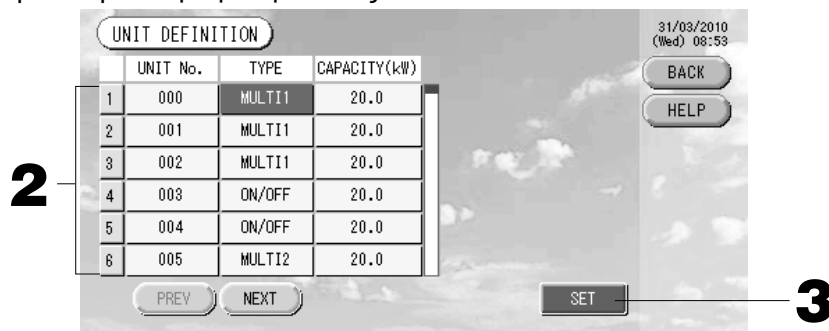 UNIT DEFINITION
31/03/2010
(Wed) 08:53
UNIT No. TYPE CAPACITY(kW)
BACK
1 000 MULTI1 20.0
HELP
2 001 MULTI1 20.0
3 002 MULTI1 20.0
2
4 003 ON/OFF 20.0
5 004 ON/OFF 20.0
6 005 MULTI2 20.0
PREV NEXT SET
3